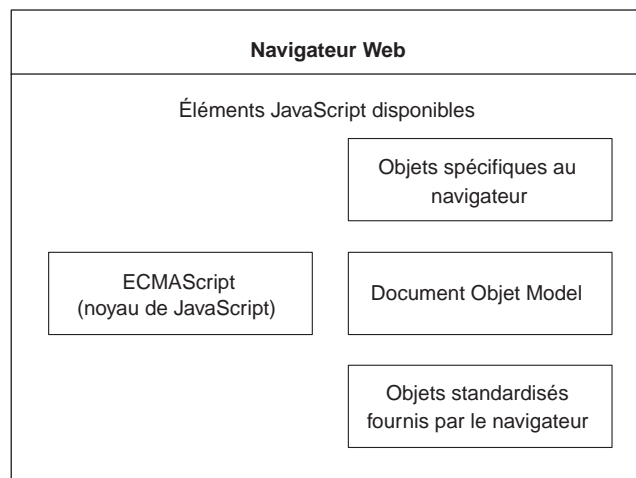 Navigateur Web
Éléments JavaScript disponibles
Objets spécifiques au
navigateur
ECMAScript
(noyau de JavaScript)
Document Objet Model
Objets standardisés
fournis par le navigateur